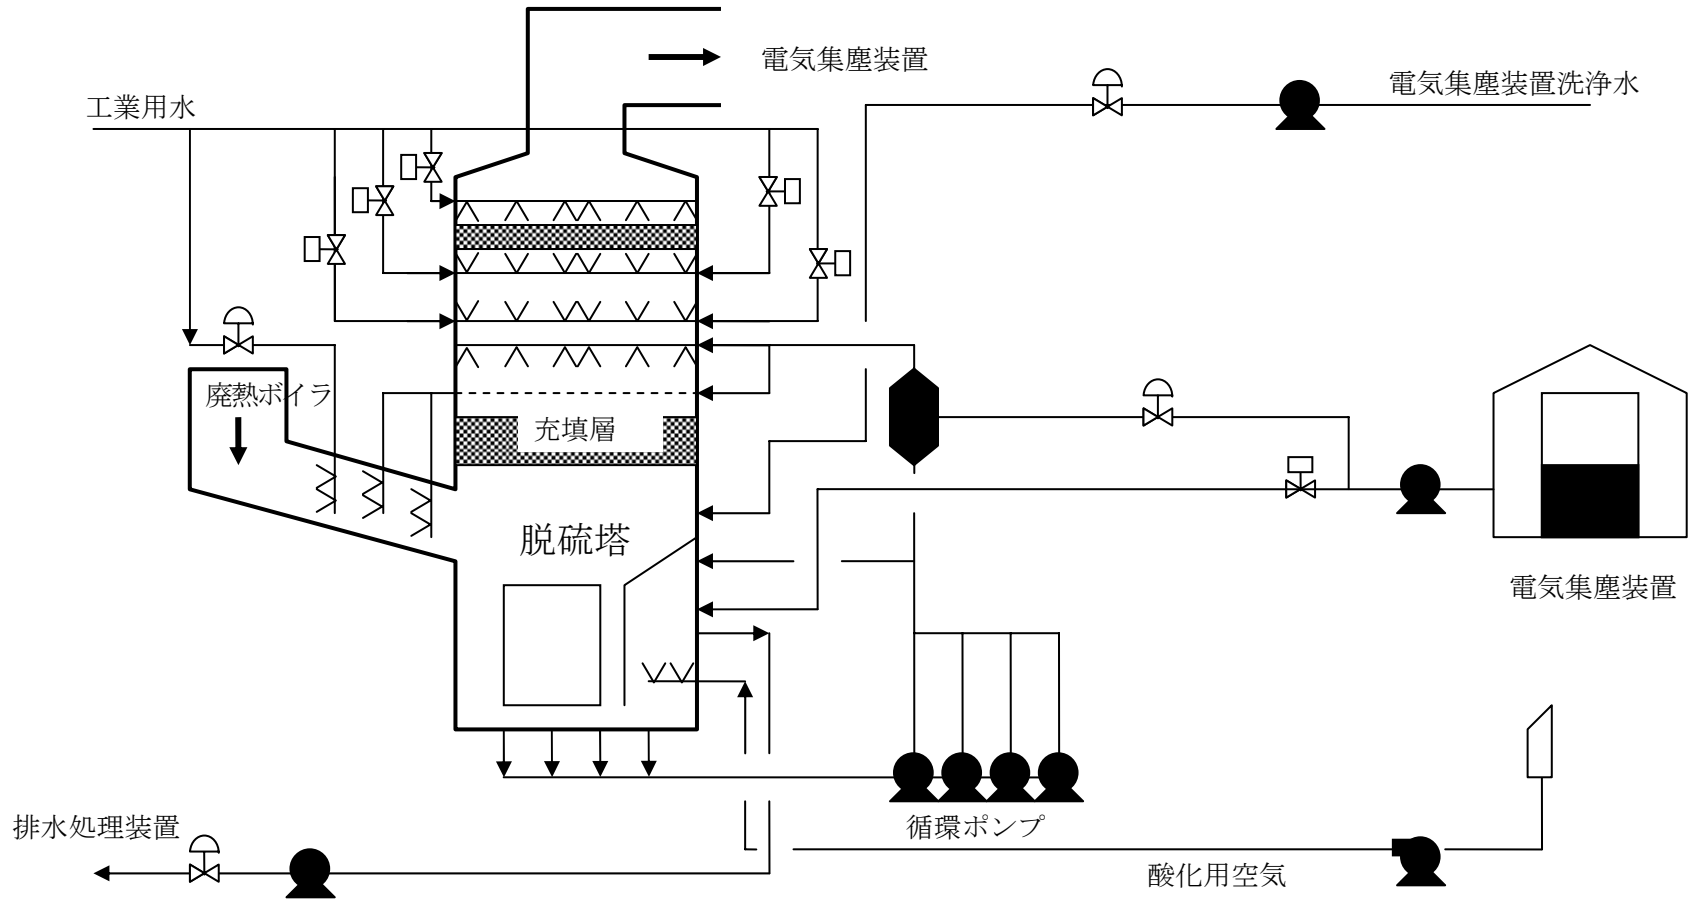 電気集塵装置
電気集塵装置洗浄水
工業用水
廃熱ボイラ
充填層
脱硫塔
電気集塵装置
排水処理装置
循環ポンプ
酸化用空気